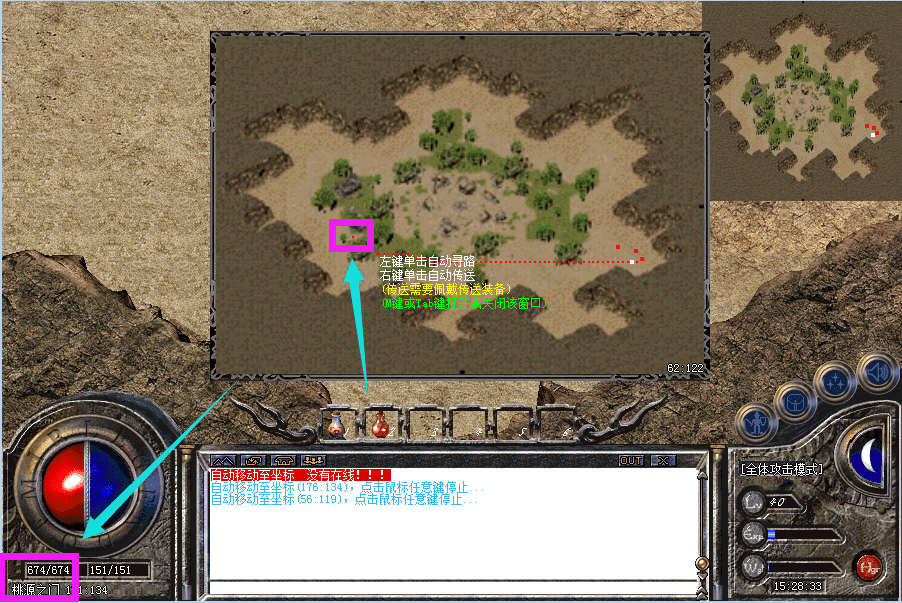 左键单击自动寻路
右键单击自动传送
(传送需要佩戴传送装备)
(M键或Tab键打 关闭该窗口)
62:122
OUT
自动移动至坐标 没有在线!!!
自动移动至坐标(176:134), 点击鼠标任意键停止...
自动移动至坐标(56:119), 点击鼠标任意键停止...
[全体攻击模式]
40
674/674
151/151
桃源之门 :134
15:28:33